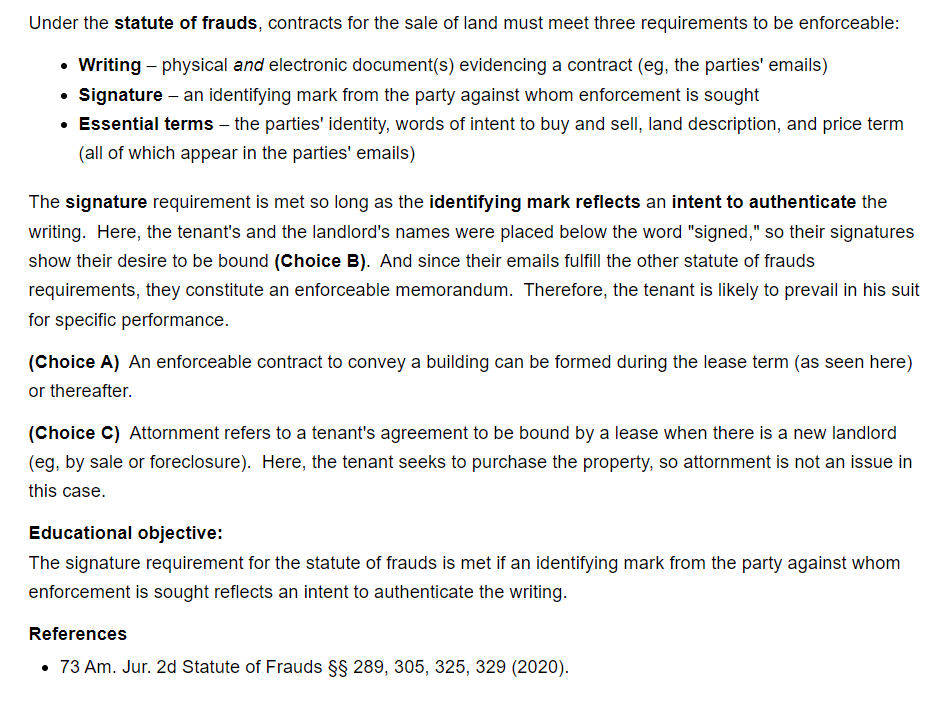 Under the statute of frauds, contracts for the sale of land must meet three requirements to be enforceable:
• Writing – physical and electronic document(s) evidencing a contract (eg, the parties' emails)
• Signature – an identifying mark from the party against whom enforcement is sought
• Essential terms – the parties' identity, words of intent to buy and sell, land description, and price term
(all of which appear in the parties' emails)
The signature requirement is met so long as the identifying mark reflects an intent to authenticate the
writing.  Here, the tenant's and the landlord's names were placed below the word "signed," so their signatures
show their desire to be bound (Choice B).  And since their emails fulfill the other statute of frauds
requirements, they constitute an enforceable memorandum.  Therefore, the tenant is likely to prevail in his suit
for specific performance.
(Choice A)  An enforceable contract to convey a building can be formed during the lease term (as seen here)
or thereafter.
(Choice C)  Attornment refers to a tenant's agreement to be bound by a lease when there is a new landlord
(eg, by sale or foreclosure).  Here, the tenant seeks to purchase the property, so attornment is not an issue in
this case.
Educational objective:
The signature requirement for the statute of frauds is met if an identifying mark from the party against whom
enforcement is sought reflects an intent to authenticate the writing.
References
• 73 Am. Jur. 2d Statute of Frauds §§ 289, 305, 325, 329 (2020).